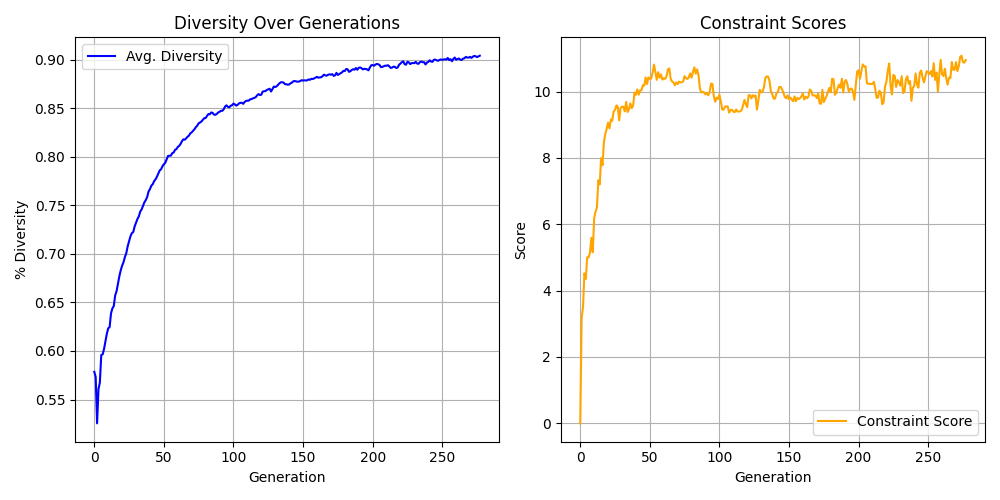 Diversity Over Generations
Avg. Diversity
% Diversity
0.90
0.85
0.80
0.75
0.70
0.65
0.60
0.55
0 50 100 150 200 250
Generation
Constraint Scores
Score
10
8
6
4
2
0
Constraint Score
0 50 100 150 200 250
Generation